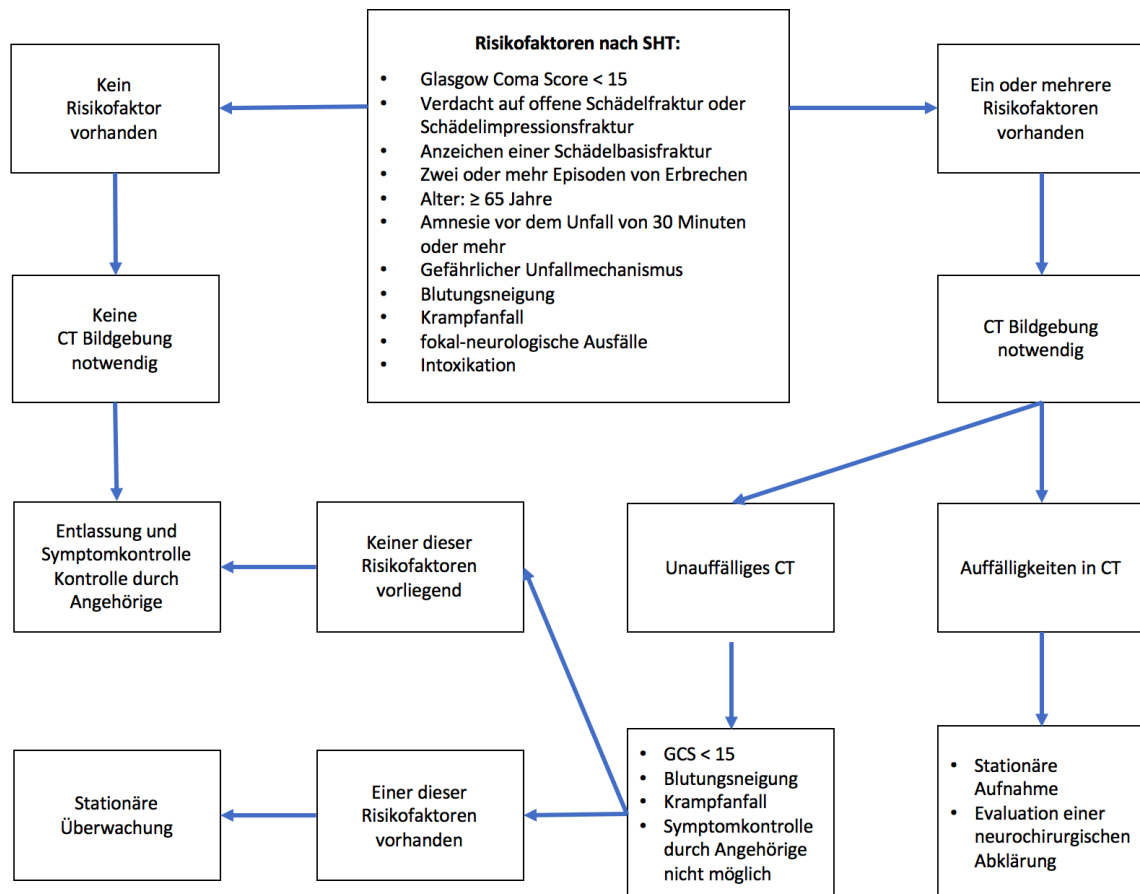 Risikofaktoren nach SHT:
• Glasgow Coma Score < 15
• Verdacht auf offene Schädelfraktur oder
Schädelimpressionsfraktur
• Anzeichen einer Schädelbasisfraktur
• Zwei oder mehr Episoden von Erbrechen
• Alter: ≥ 65 Jahre
• Amnesie vor dem Unfall von 30 Minuten
oder mehr
• Gefährlicher Unfallmechanismus
• Blutungsneigung
• Krampfanfall
• fokal-neurologische Ausfälle
• Intoxikation
Kein
Risikofaktor
vorhanden
Ein oder mehrere
Risikofaktoren
vorhanden
Keine
CT Bildgebung
notwendig
CT Bildgebung
notwendig
Entlassung und
Symptomkontrolle
Kontrolle durch
Angehörige
Keiner dieser
Risikofaktoren
vorliegend
Unauffälliges CT
Auffälligkeiten in CT
Stationäre
Überwachung
Einer dieser
Risikofaktoren
vorhanden
• GCS < 15
• Blutungsneigung
• Krampfanfall
• Symptomkontrolle
durch Angehörige
nicht möglich
• Stationäre
Aufnahme
• Evaluation einer
neurochirurgischen
Abklärung